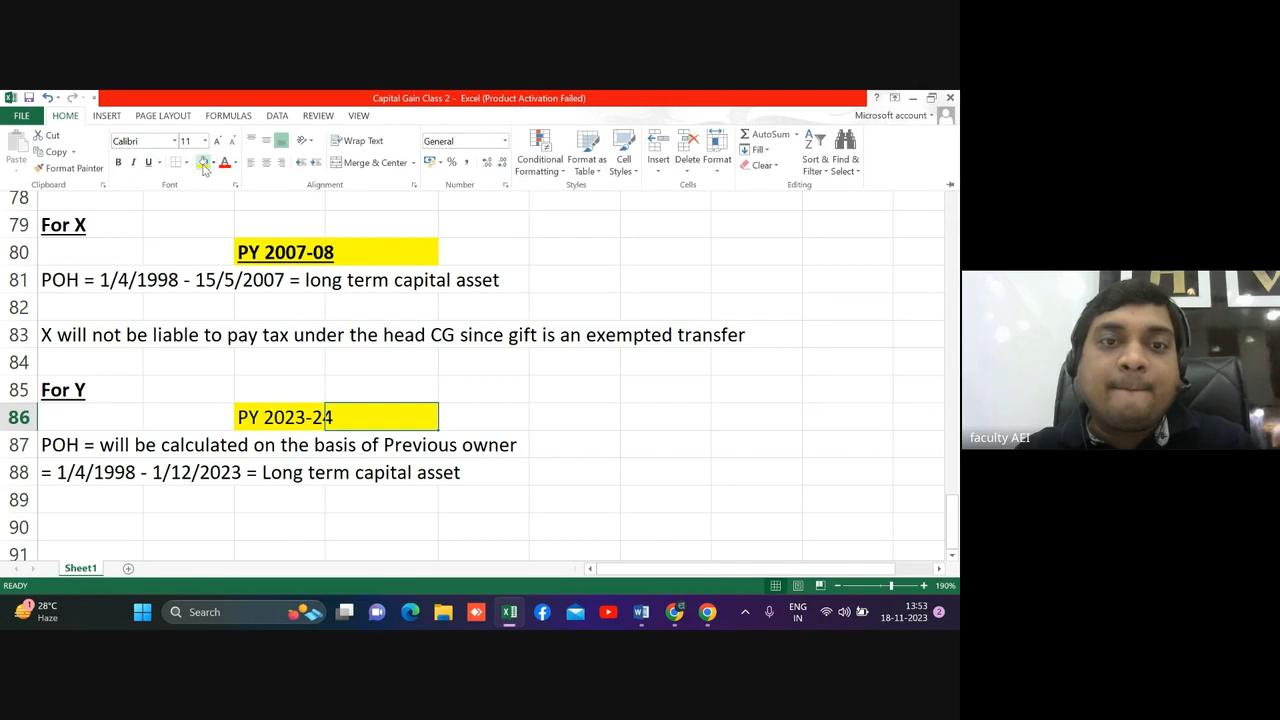 Capital Gain Class 2 - Excel (Product Activation Failed)
FILE HOME INSERT PAGE LAYOUT FORMULAS DATA REVIEW VIEW
Microsoft account
Cut
Copy
Format Painter
Paste
Clipboard
Calibri 11
B I U
Font
Wrap Text
Merge & Center
Alignment
General
Number
Conditional Formatting
Format as Table
Cell Styles
Styles
Insert Delete Format
Cells
AutoSum
Fill
Clear
Sort & Filter
Find & Select
Editing
78
79 For X
80 PY 2007-08
81 POH = 1/4/1998 - 15/5/2007 = long term capital asset
82
83 X will not be liable to pay tax under the head CG since gift is an exempted transfer
84
85 For Y
86 PY 2023-24
87 POH = will be calculated on the basis of Previous owner
88 = 1/4/1998 - 1/12/2023 = Long term capital asset
89
90
91
Sheet1
READY
190%
28°C
Haze
Search
ENG
IN
13:53
18-11-2023
2
faculty AEI